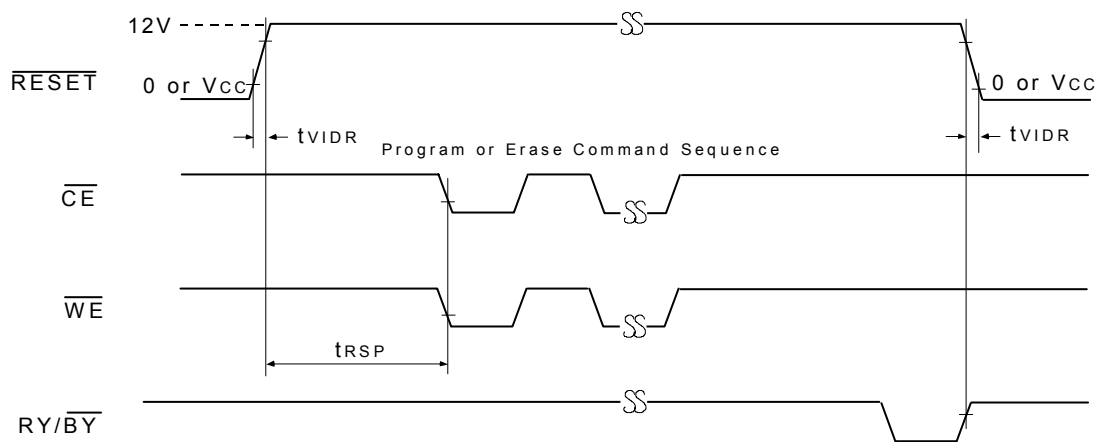 12V
RESET
0 or Vcc
0 or Vcc
tVIDR
tVIDR
Program or Erase Command Sequence
CE
WE
tRSP
RY/BY